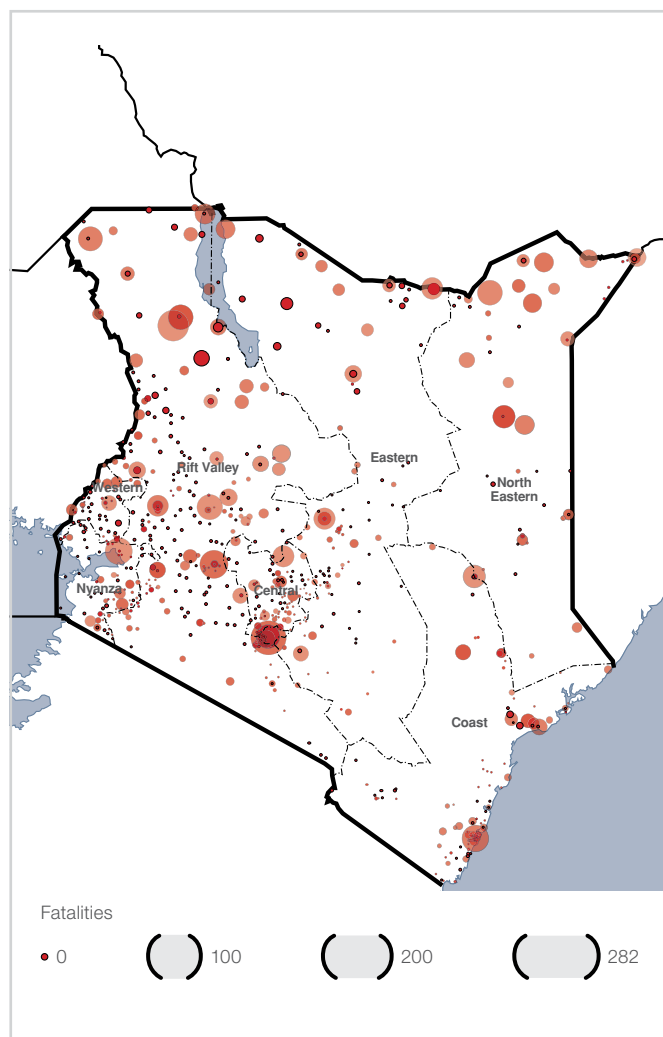 Eastern
Rift Valley
Western
North
Eastern
Nyanza
Central
Coast
Fatalities
0
100
200
282